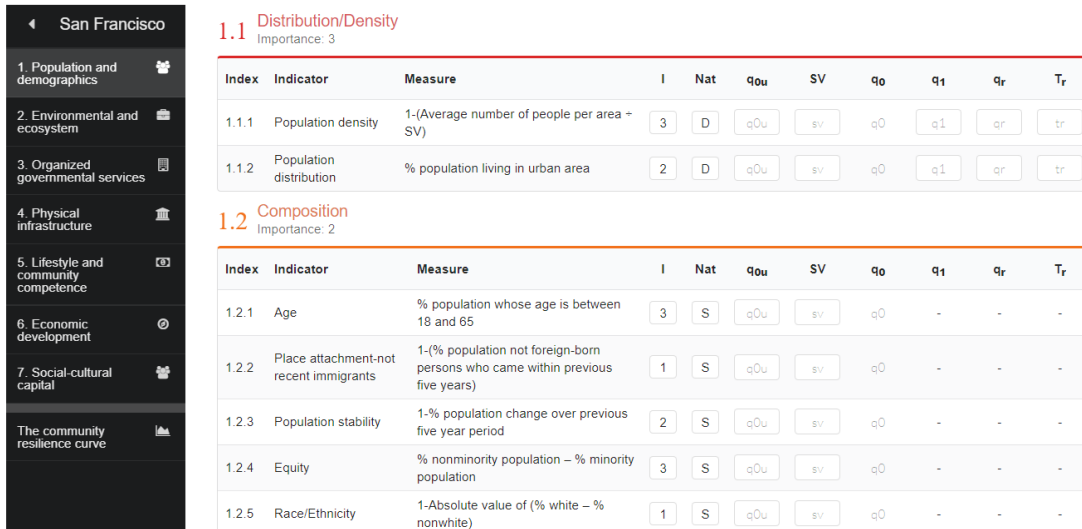 San Francisco
1. Population and
demographics
2. Environmental and
ecosystem
3. Organized
governmental services
4. Physical
infrastructure
5. Lifestyle and
community
competence
6. Economic
development
7. Social-cultural
capital
The community
resilience curve
1.1 Distribution/Density
Importance: 3
Index Indicator Measure I Nat q0u SV q0 q1 qr Tr
1.1.1 Population density 1-(Average number of people per area ÷
SV) 3 D q0u sv q0 q1 qr tr
1.1.2 Population
distribution % population living in urban area 2 D q0u sv q0 q1 qr tr
1.2 Composition
Importance: 2
Index Indicator Measure I Nat q0u SV q0 q1 qr Tr
1.2.1 Age % population whose age is between
18 and 65 3 S q0u sv q0 - - -
1.2.2 Place attachment-not
recent immigrants 1-(% population not foreign-born
persons who came within previous
five years) 1 S q0u sv q0 - - -
1.2.3 Population stability 1-% population change over previous
five year period 2 S q0u sv q0 - - -
1.2.4 Equity % nonminority population – % minority
population 3 S q0u sv q0 - - -
1.2.5 Race/Ethnicity 1-Absolute value of (% white – %
nonwhite) 1 S q0u sv q0 - - -